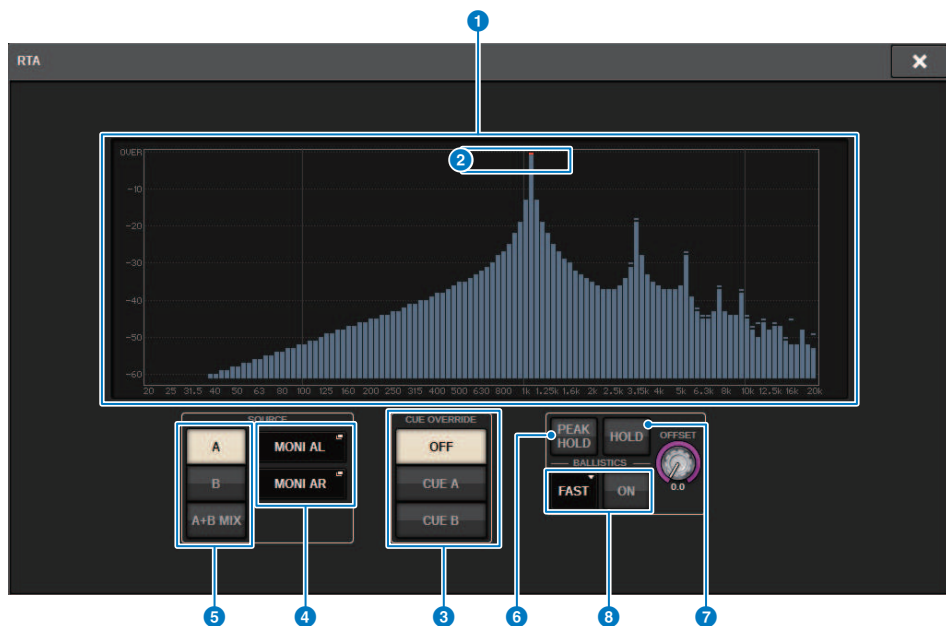 1
RTA
OVER
2
-10
-20
-30
-40
-50
-60
20 25 31.5 40 50 63 80 100 125 160 200 250 315 400 500 630 800 1k 1.25k 1.6k 2k 2.5k 3.15k 4k 5k 6.3k 8k 10k 12.5k 16k 20k
SOURCE
A
B
A+B MIX
MONI AL
MONI AR
CUE OVERRIDE
OFF
CUE A
CUE B
PEAK HOLD
HOLD
OFFSET
0.0
BALLISTICS
FAST
ON
5
4
3
6
8
7